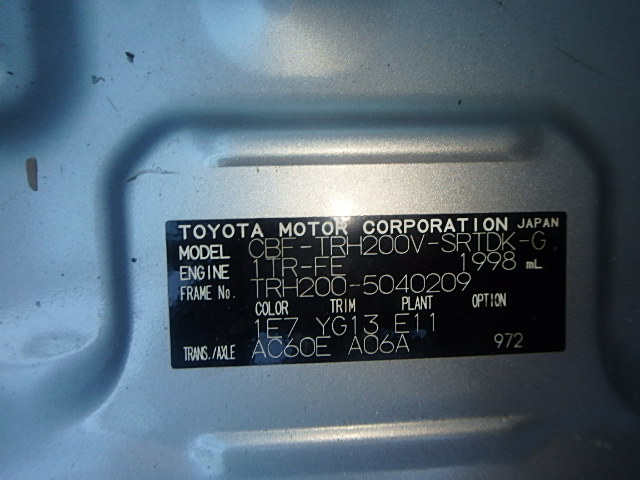 TOYOTA MOTOR CORPORATION JAPAN
MODEL CBF-TRH200V-SRTDK-G
ENGINE 1TR-FE 1998 mL
FRAME No. TRH200-5040209
COLOR TRIM PLANT OPTION
1E7 YG13 E11
TRANS./AXLE AC60E A06A 972